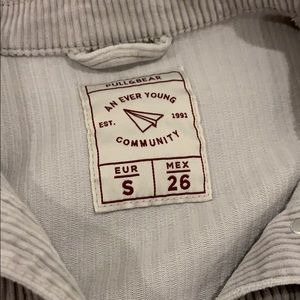 PULL&BEAR
AN EVER YOUNG
EST. 1991
COMMUNITY
EUR MEX
S 26